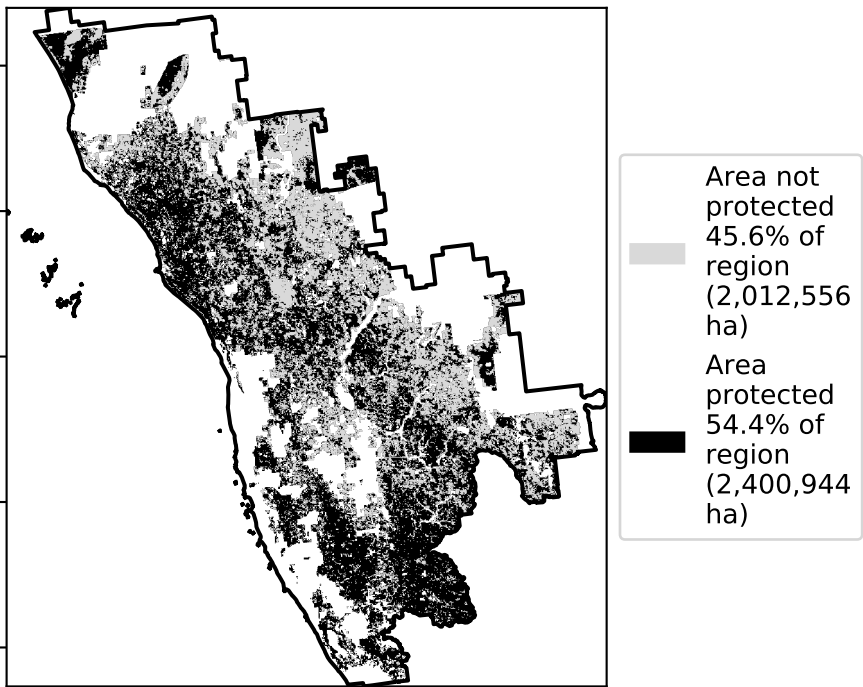 Area not
protected
45.6% of
region
(2,012,556
ha)
Area
protected
54.4% of
region
(2,400,944
ha)